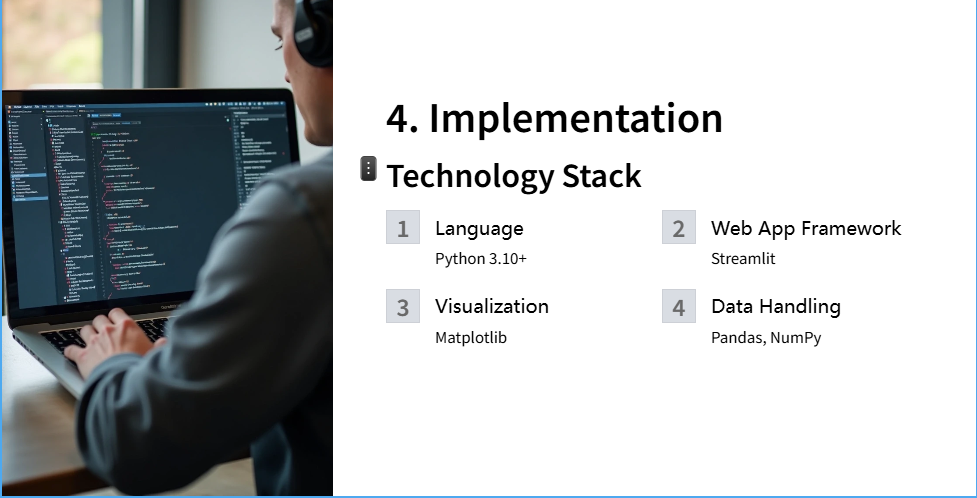 4. Implementation
Technology Stack
1 Language
Python 3.10+
2 Web App Framework
Streamlit
3 Visualization
Matplotlib
4 Data Handling
Pandas, NumPy